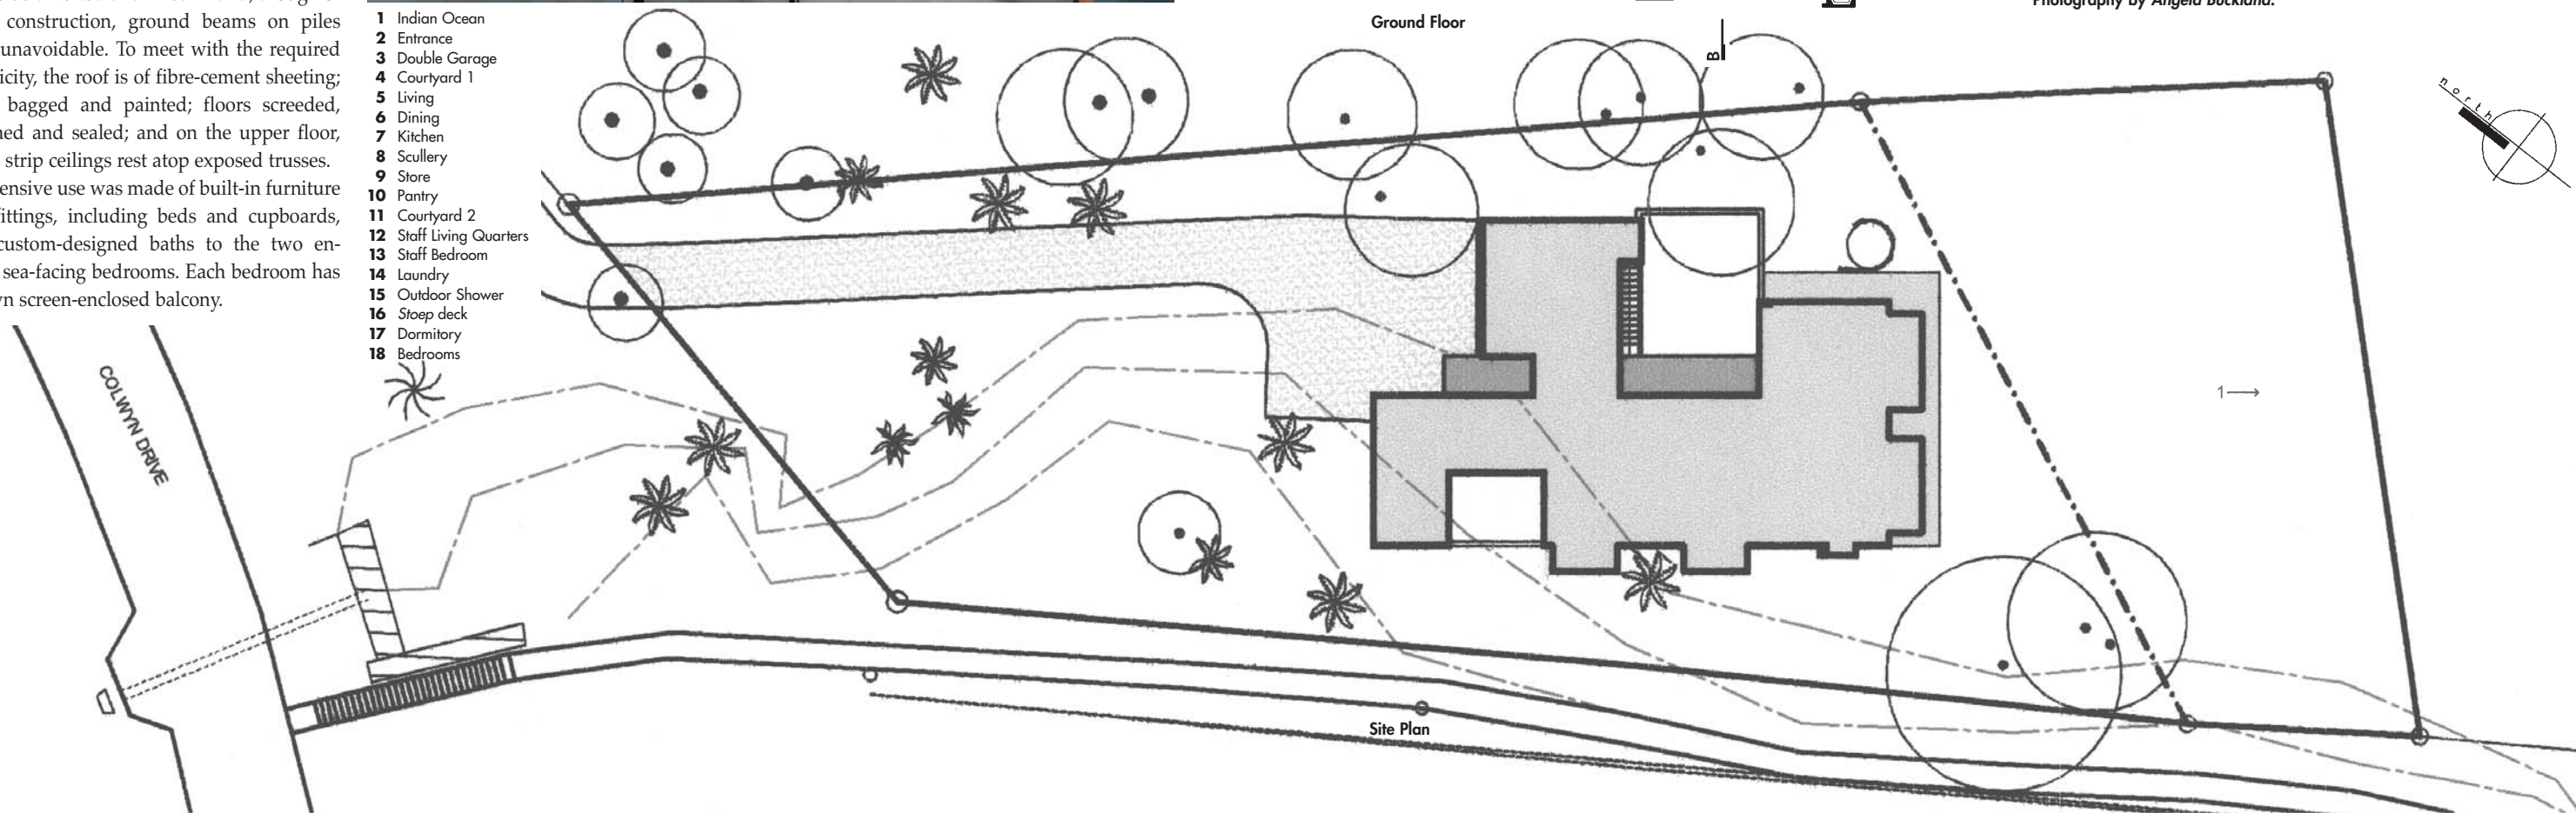 construction, ground beams on piles
unavoidable. To meet with the required
the roof is of fibre-cement sheeting;
bagged and painted; floors screeded,
and sealed; and on the upper floor,
strip ceilings rest atop exposed trusses.
use was made of built-in furniture
including beds and cupboards,
custom-designed baths to the two en-
sea-facing bedrooms. Each bedroom has
screen-enclosed balcony.
1 Indian Ocean
2 Entrance
3 Double Garage
4 Courtyard 1
5 Living
6 Dining
7 Kitchen
8 Scullery
9 Store
10 Pantry
11 Courtyard 2
12 Staff Living Quarters
13 Staff Bedroom
14 Laundry
15 Outdoor Shower
16 Stoep deck
17 Dormitory
18 Bedrooms
Ground Floor
B
Photography by Angela Buckland.
north
1
COLWYN DRIVE
Site Plan